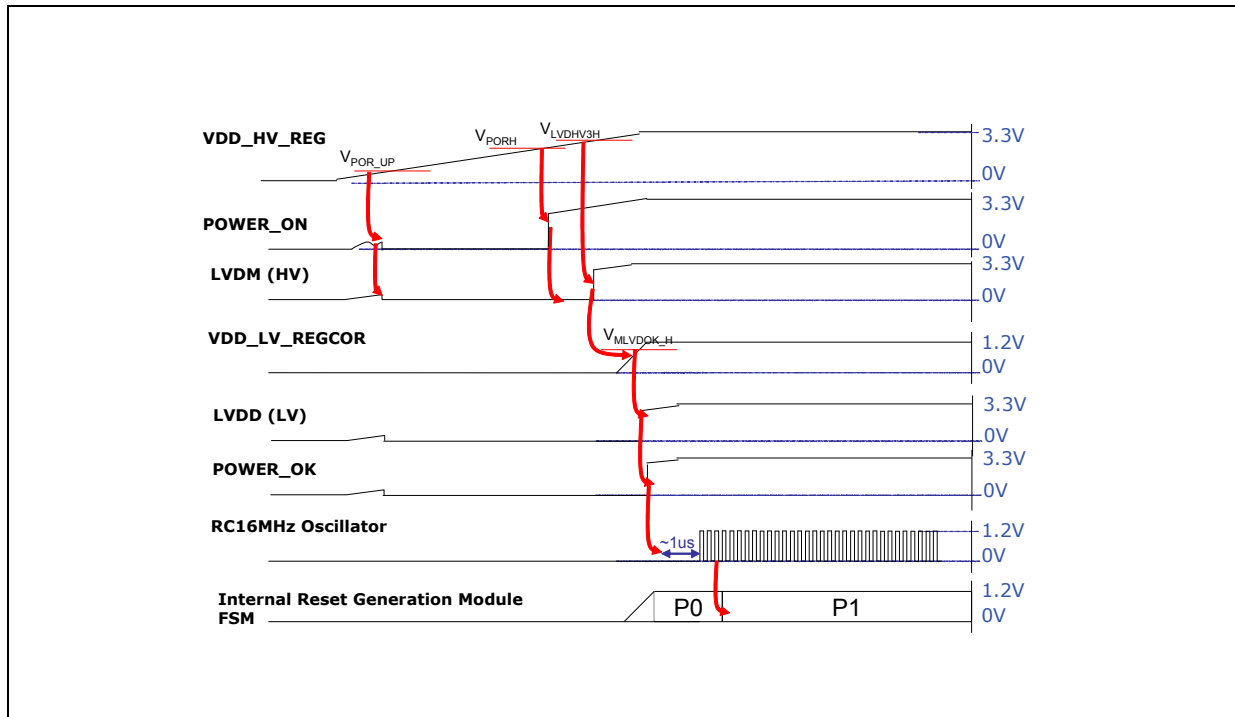 VDD_HV_REG
V_POR_UP
V_PORH
V_LVDHV3H
3.3V
0V
POWER_ON
3.3V
0V
LVDM (HV)
3.3V
0V
VDD_LV_REGCOR
V_MLVDOK_H
1.2V
0V
LVDD (LV)
3.3V
0V
POWER_OK
3.3V
0V
RC16MHz Oscillator
~1us
1.2V
0V
Internal Reset Generation Module
FSM
P0
P1
1.2V
0V